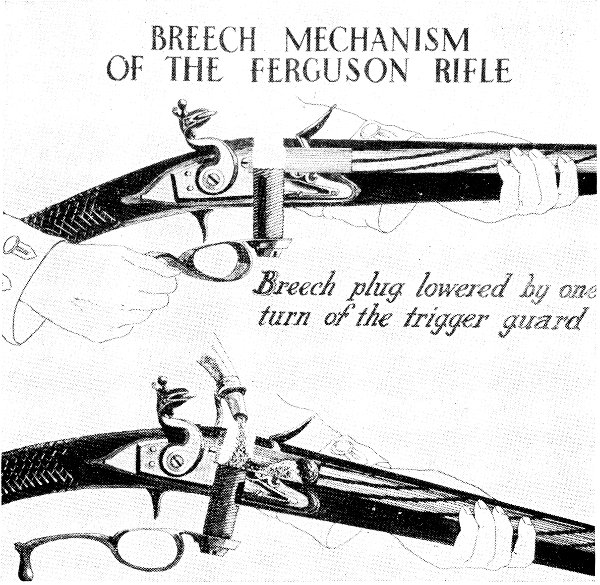 BREECH MECHANISM
OF THE FERGUSON RIFLE
Breech plug lowered by one
turn of the trigger guard